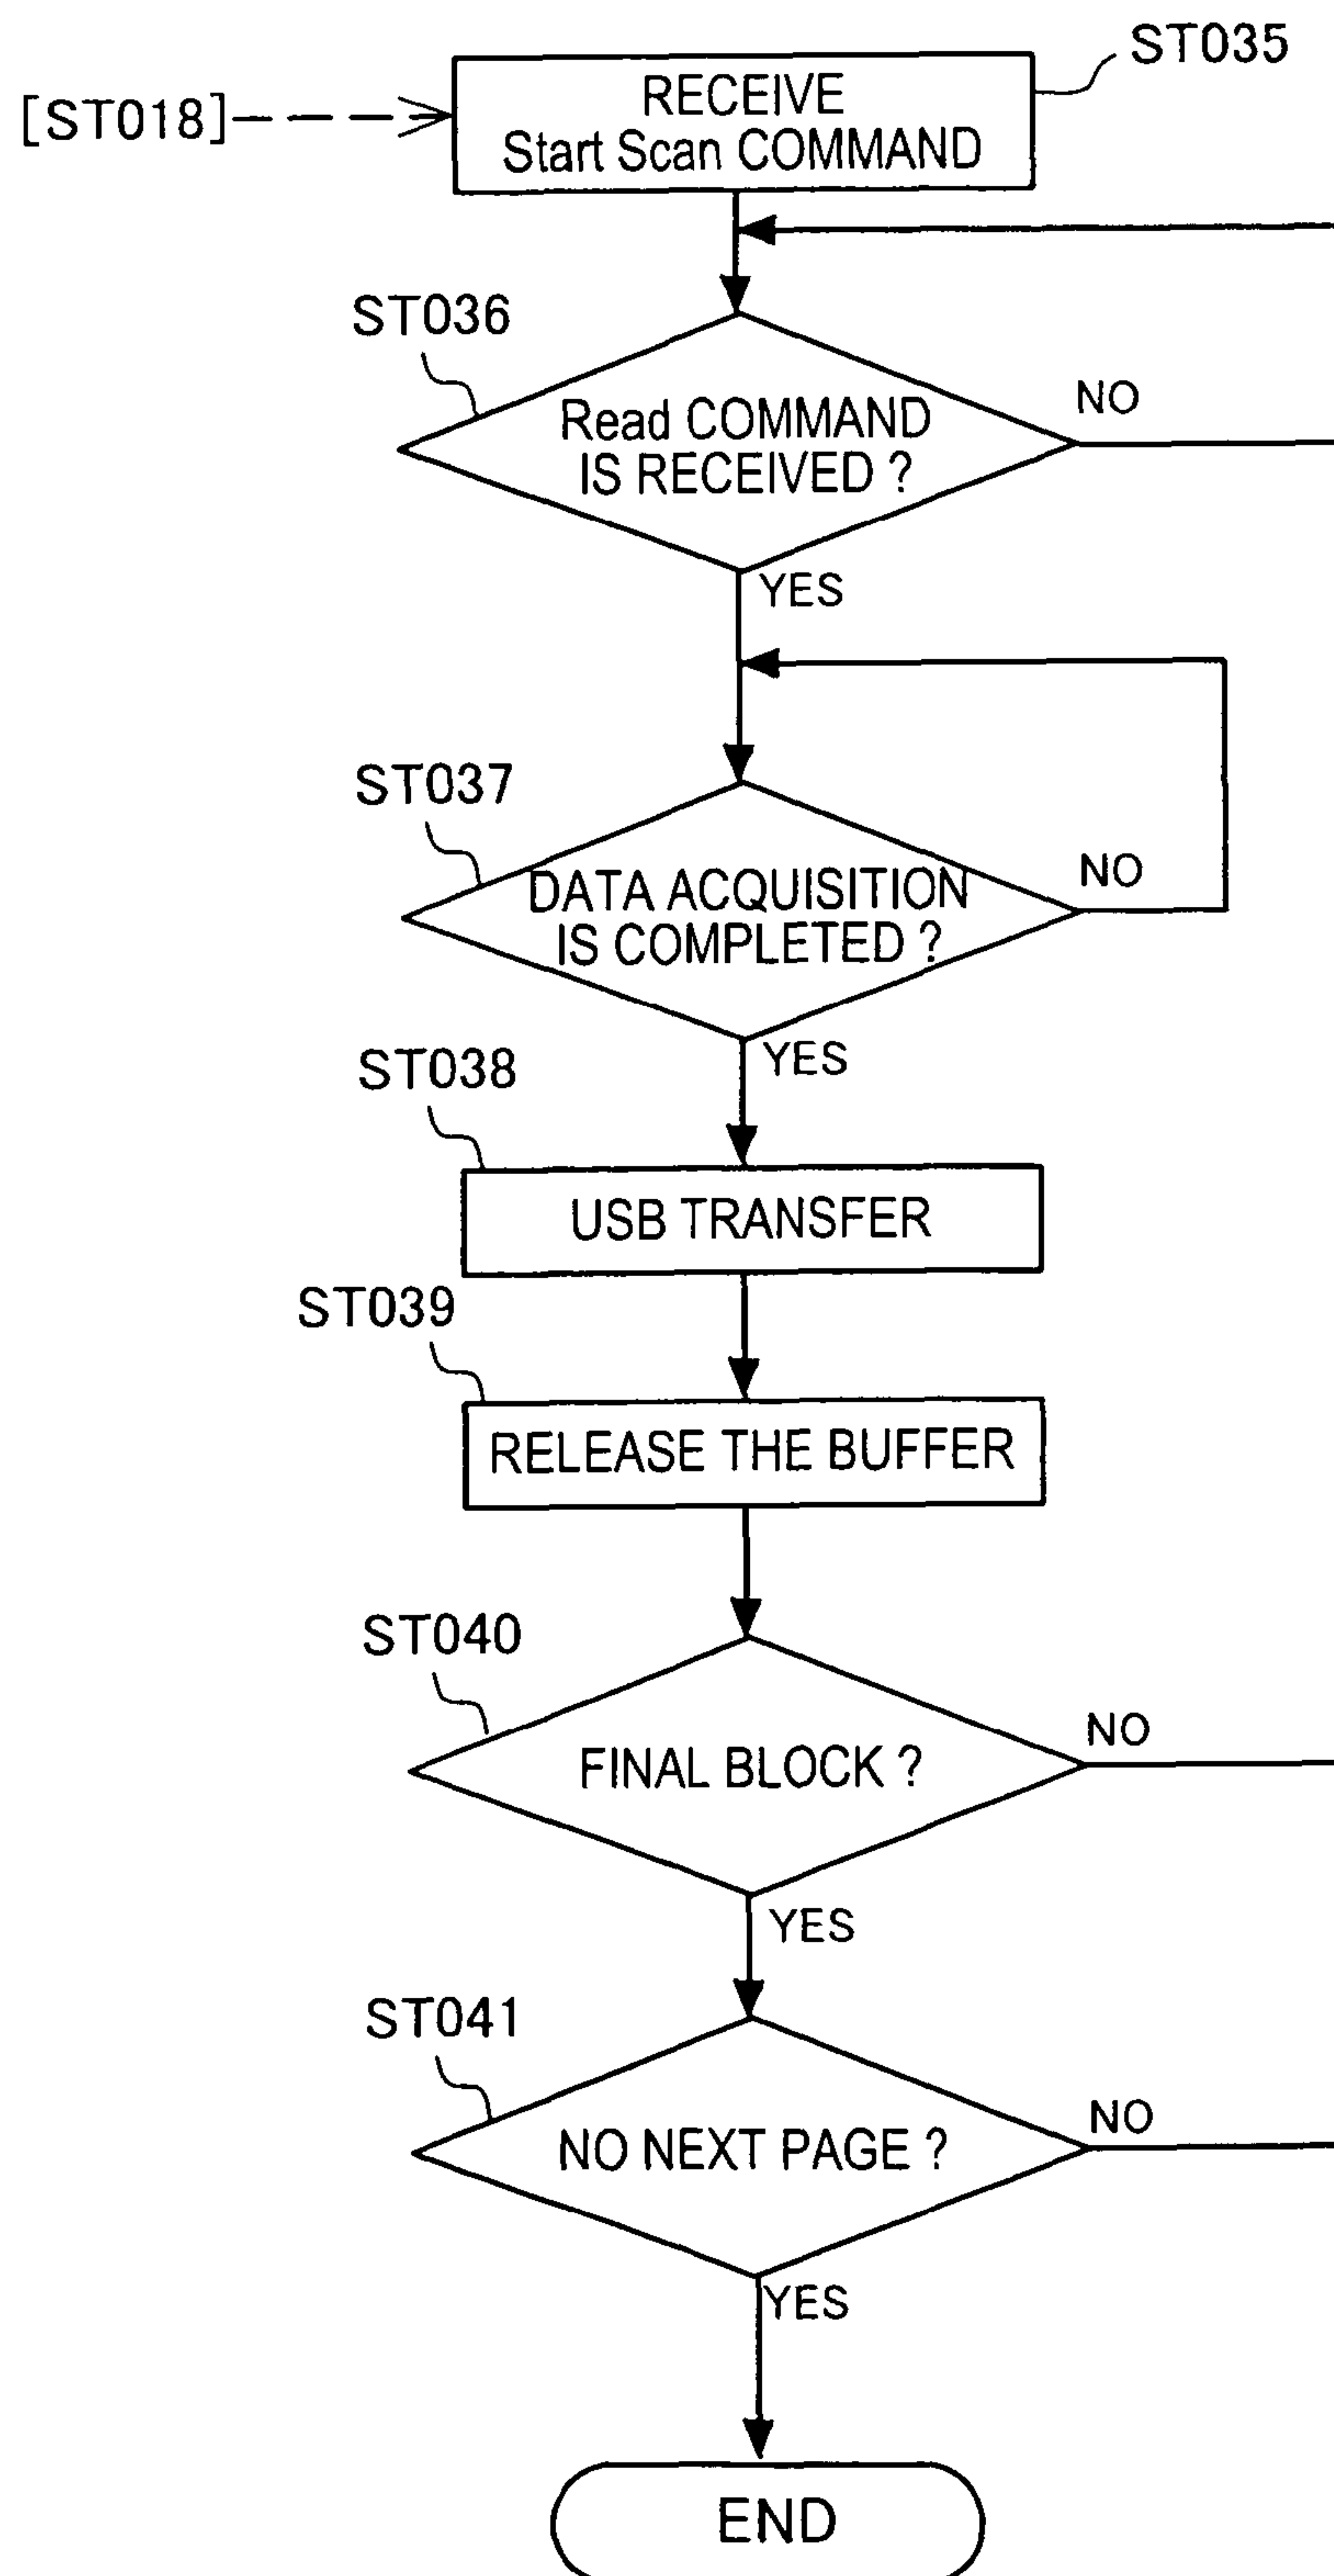 ST035
[ST018]
RECEIVE
Start Scan COMMAND
ST036
Read COMMAND
IS RECEIVED ?
NO
YES
ST037
DATA ACQUISITION
IS COMPLETED ?
NO
YES
ST038
USB TRANSFER
ST039
RELEASE THE BUFFER
ST040
FINAL BLOCK ?
NO
YES
ST041
NO NEXT PAGE ?
NO
YES
END